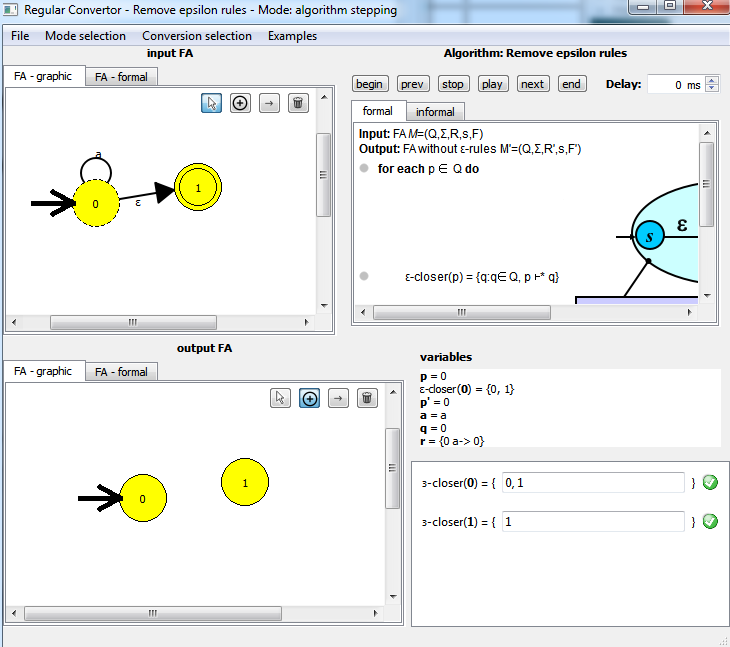 Regular Convertor - Remove epsilon rules - Mode: algorithm stepping
File Mode selection Conversion selection Examples
input FA
FA - graphic FA - formal
a
0
ε
1
Algorithm: Remove epsilon rules
begin prev stop play next end Delay: 0 ms
formal informal
Input: FA M=(Q,Σ,R,s,F)
Output: FA without ε-rules M'=(Q,Σ,R',s,F')
for each p ∈ Q do
ε-closer(p) = {q:q∈Q, p ⊢* q}
s
ε
output FA
FA - graphic FA - formal
0
1
variables
p = 0
ε-closer(0) = {0, 1}
p' = 0
a = a
q = 0
r = {0 a-> 0}
ɜ-closer(0) = { 0, 1 }
ɜ-closer(1) = { 1 }